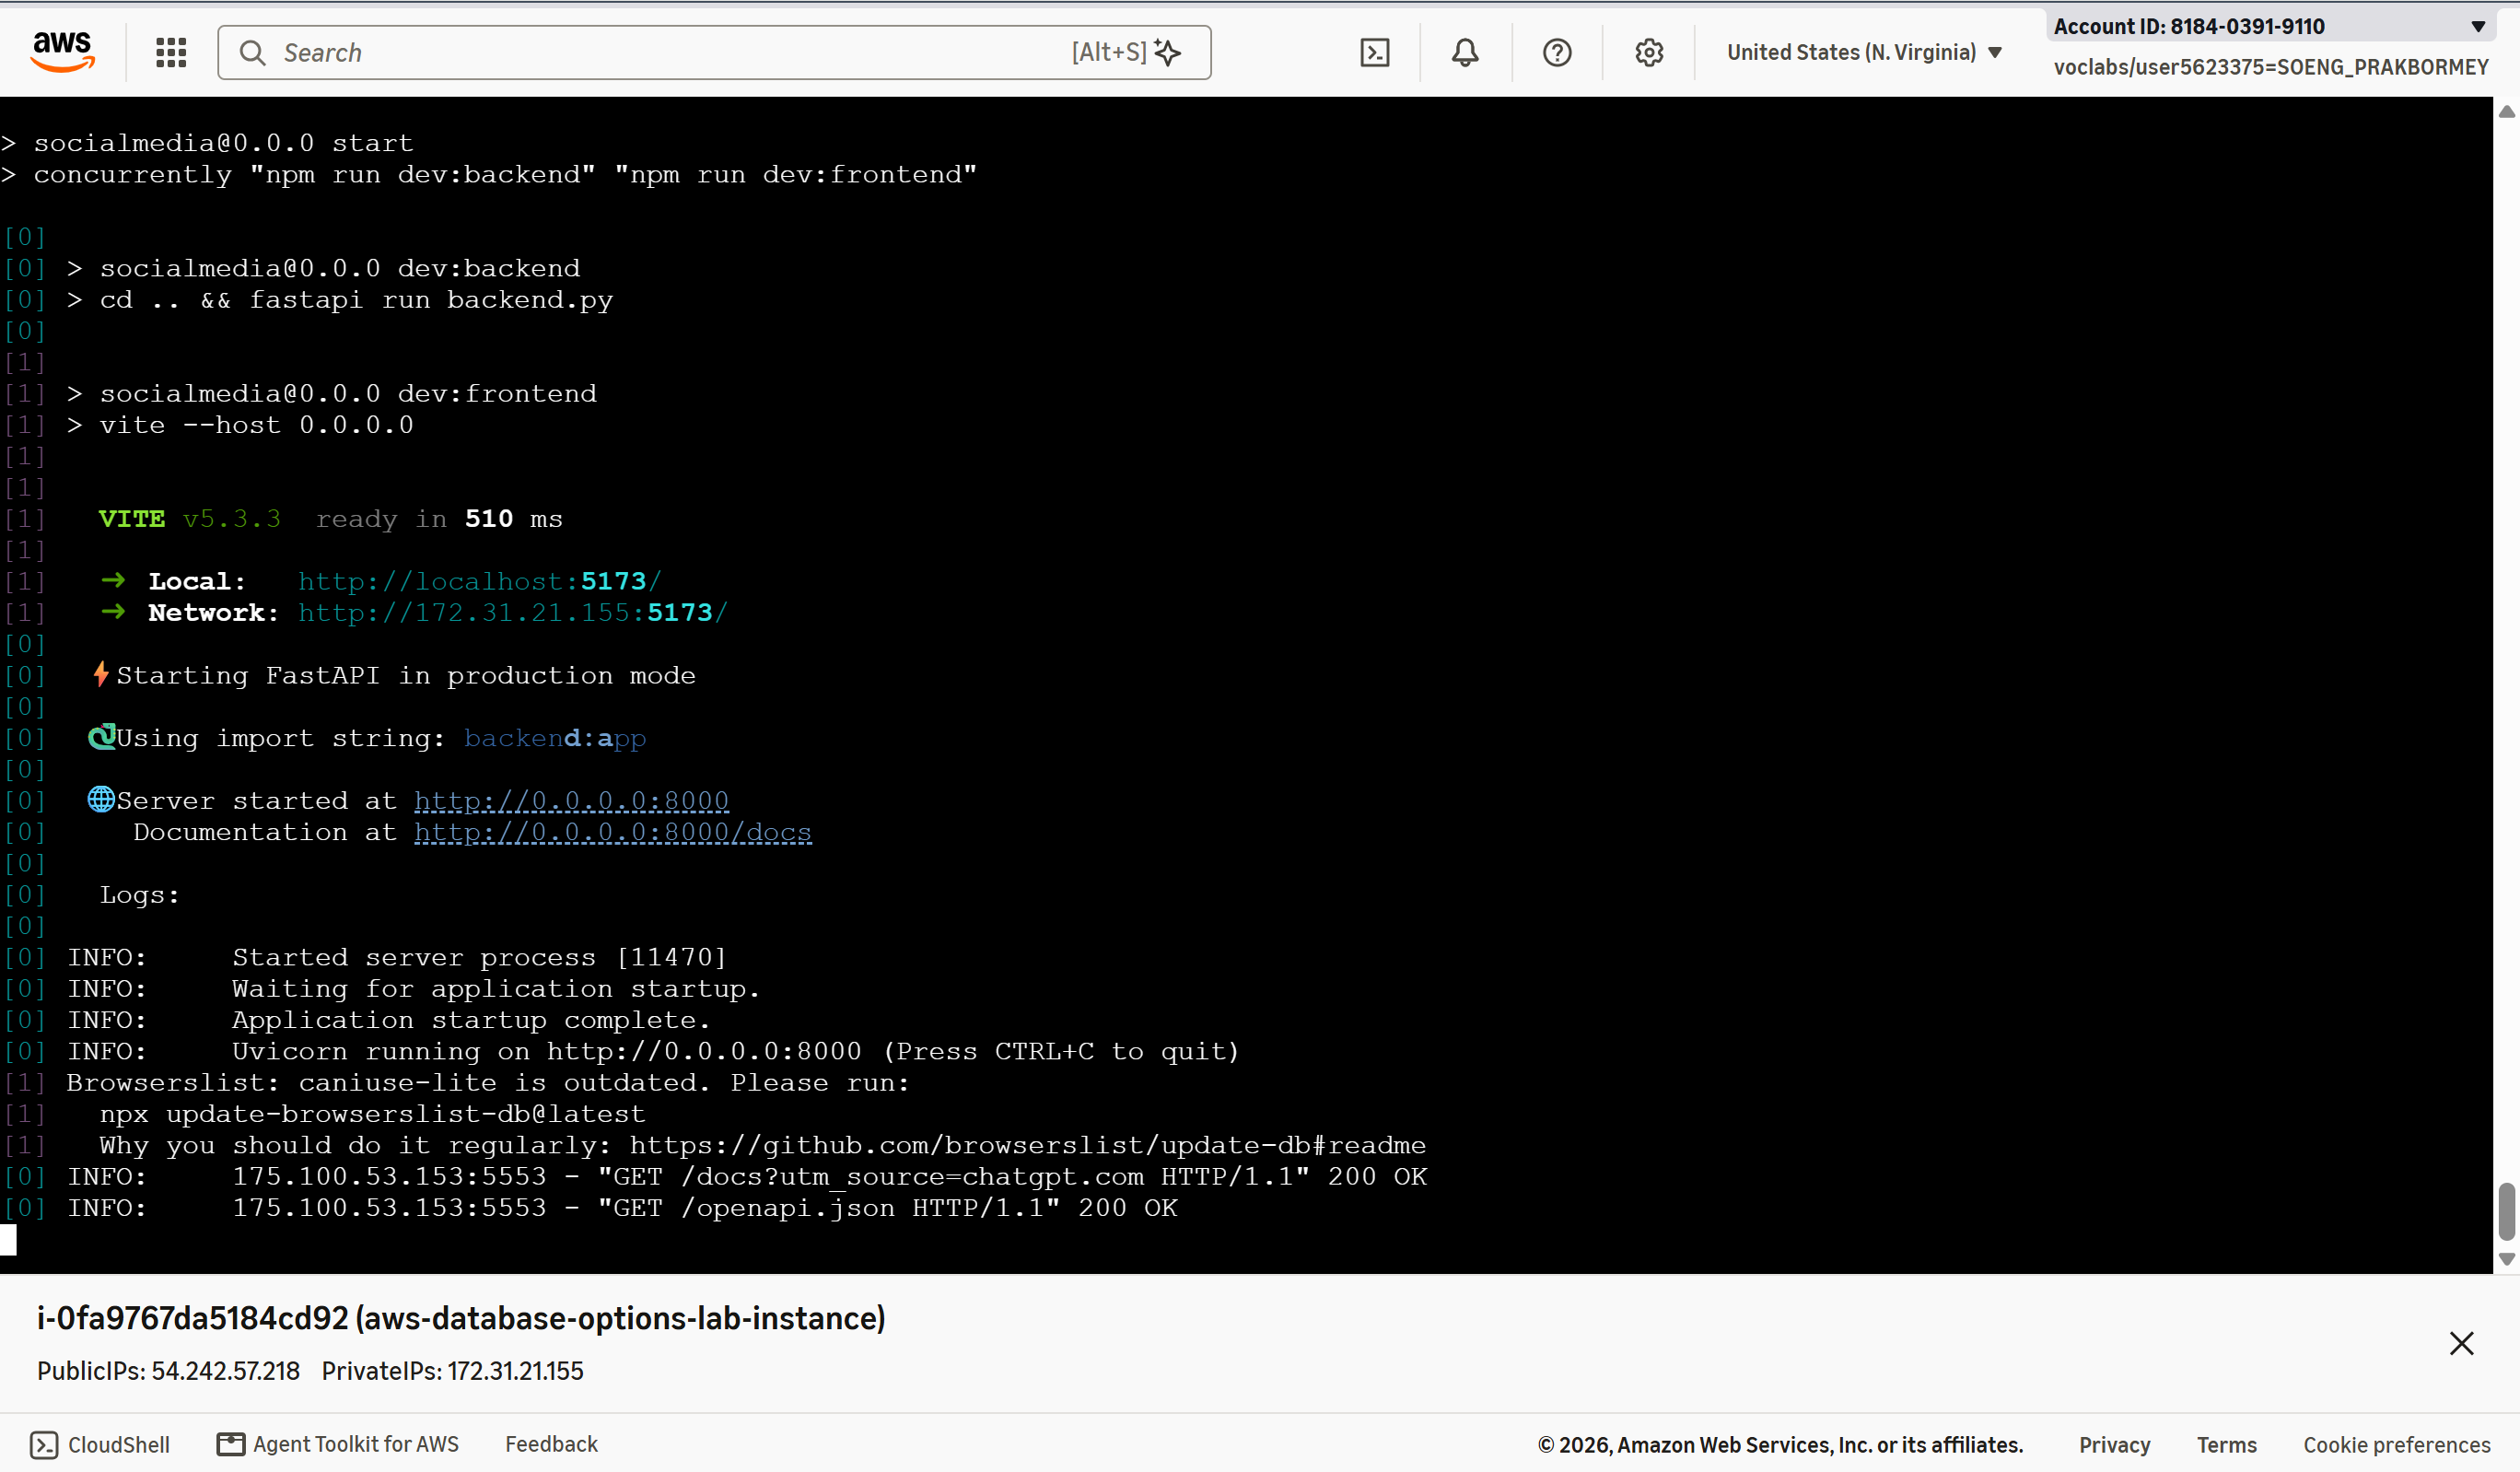 aws
Search [Alt+S]
United States (N. Virginia)
Account ID: 8184-0391-9110
voclabs/user5623375=SOENG_PRAKBORMEY
> socialmedia@0.0.0 start
> concurrently "npm run dev:backend" "npm run dev:frontend"
[0]
[0] > socialmedia@0.0.0 dev:backend
[0] > cd .. && fastapi run backend.py
[0]
[1]
[1] > socialmedia@0.0.0 dev:frontend
[1] > vite --host 0.0.0.0
[1]
[1]
[1] VITE v5.3.3 ready in 510 ms
[1]
[1] ➜ Local: http://localhost:5173/
[1] ➜ Network: http://172.31.21.155:5173/
[0]
[0] ⚡Starting FastAPI in production mode
[0]
[0] 🐍Using import string: backend:app
[0]
[0] 🌐Server started at http://0.0.0.0:8000
[0] Documentation at http://0.0.0.0:8000/docs
[0]
[0] Logs:
[0]
[0] INFO: Started server process [11470]
[0] INFO: Waiting for application startup.
[0] INFO: Application startup complete.
[0] INFO: Uvicorn running on http://0.0.0.0:8000 (Press CTRL+C to quit)
[1] Browserslist: caniuse-lite is outdated. Please run:
[1] npx update-browserslist-db@latest
[1] Why you should do it regularly: https://github.com/browserslist/update-db#readme
[0] INFO: 175.100.53.153:5553 - "GET /docs?utm_source=chatgpt.com HTTP/1.1" 200 OK
[0] INFO: 175.100.53.153:5553 - "GET /openapi.json HTTP/1.1" 200 OK
i-0fa9767da5184cd92 (aws-database-options-lab-instance)
PublicIPs: 54.242.57.218 PrivateIPs: 172.31.21.155
CloudShell Agent Toolkit for AWS Feedback © 2026, Amazon Web Services, Inc. or its affiliates. Privacy Terms Cookie preferences